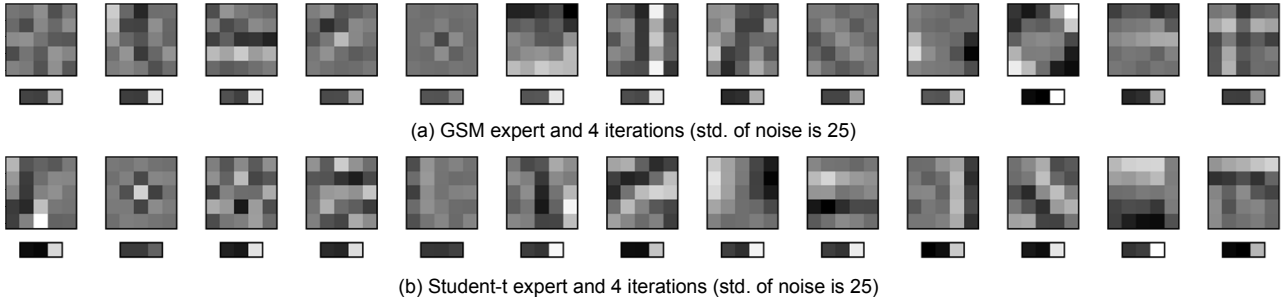 (a) GSM expert and 4 iterations (std. of noise is 25)
(b) Student-t expert and 4 iterations (std. of noise is 25)